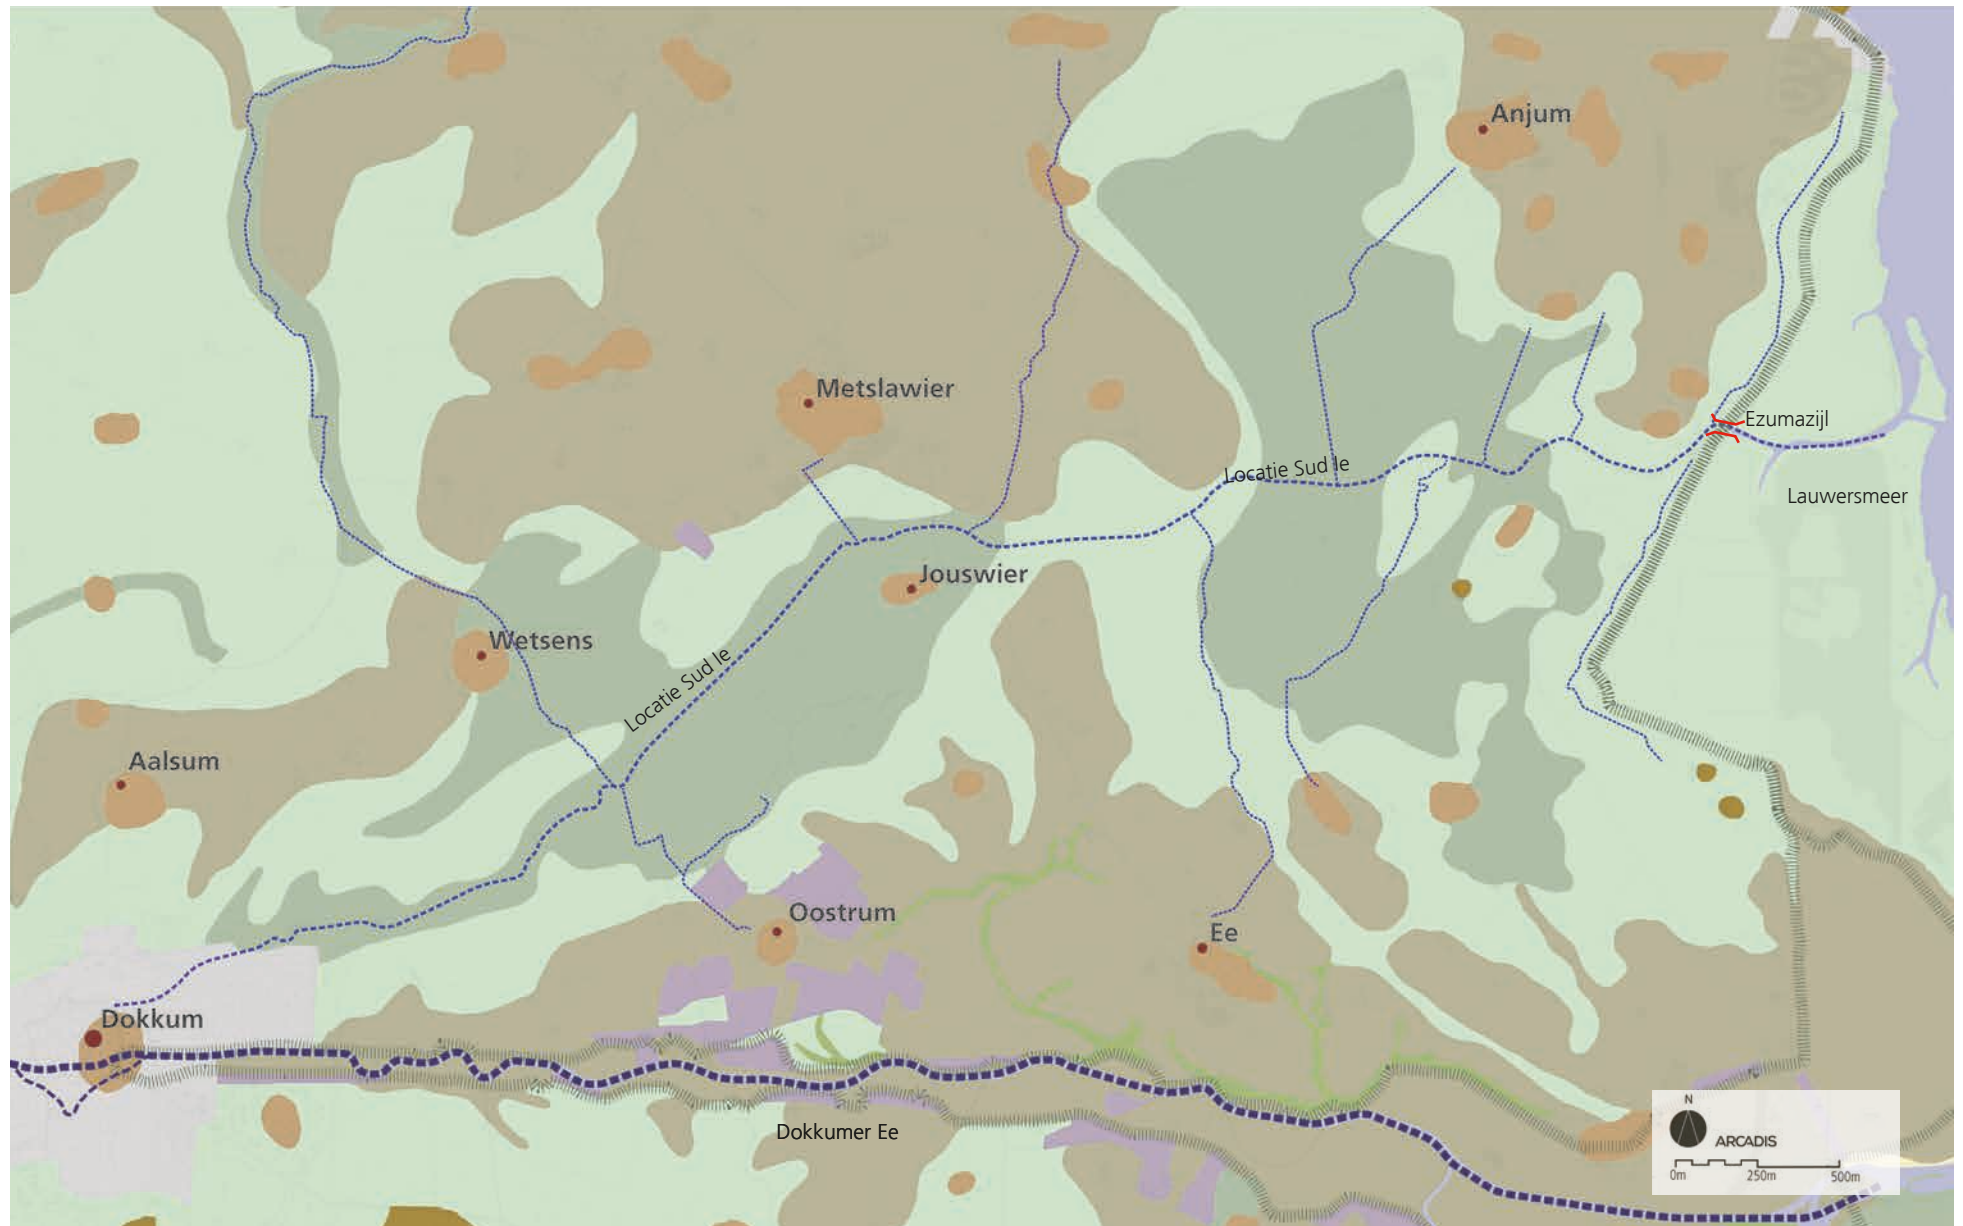 Anjum
Metslawier
Ezumazijl
Locatie Sud Ie
Lauwersmeer
Jouswier
Wetsens
Locatie Sud Ie
Aalsum
Oostrum
Ee
Dokkum
Dokkumer Ee
N
ARCADIS
0m 250m 500m